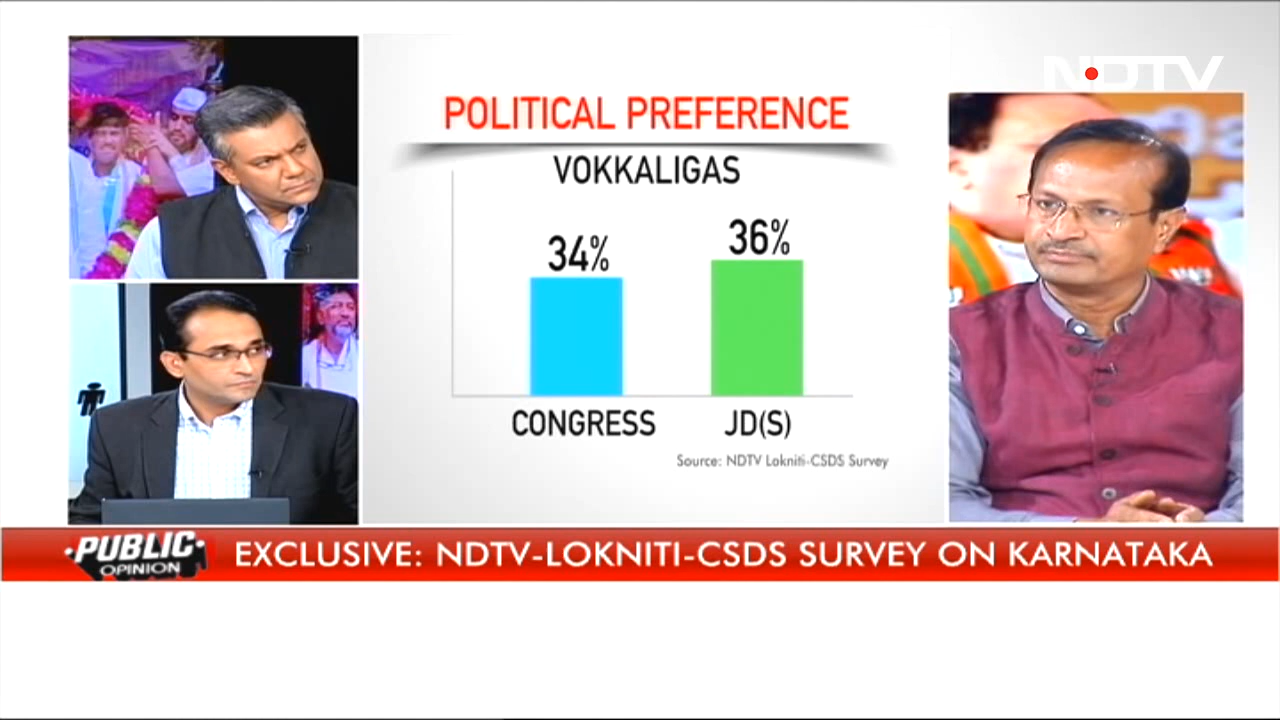 NDTV
POLITICAL PREFERENCE
VOKKALIGAS
34%
36%
CONGRESS
JD(S)
Source: NDTV Lokniti-CSDS Survey
PUBLIC
OPINION
EXCLUSIVE: NDTV-LOKNITI-CSDS SURVEY ON KARNATAKA